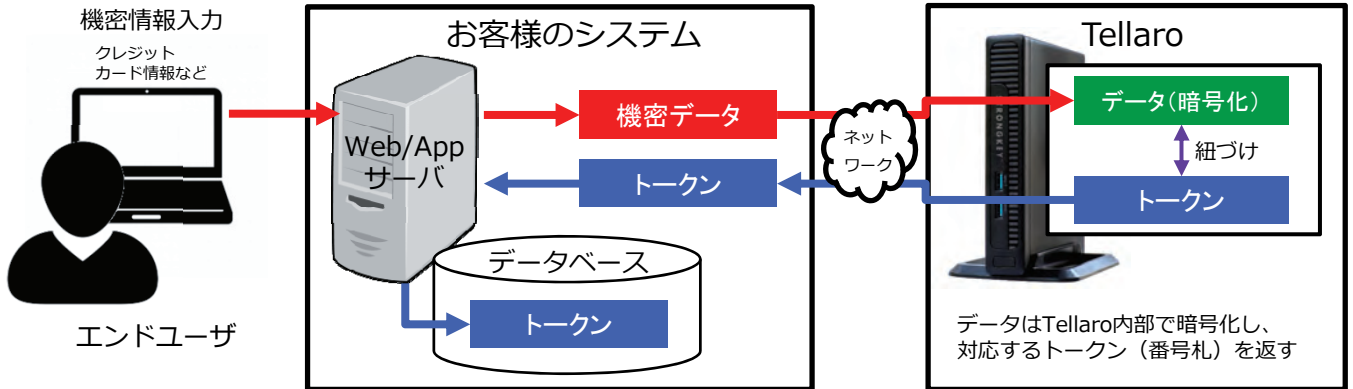 機密情報入力
クレジット
カード情報など
エンドユーザ
お客様のシステム
Web/App
サーバ
機密データ
トークン
データベース
トークン
ネット
ワーク
Tellaro
STRONGKEY
データ（暗号化）
紐づけ
トークン
データはTellaro内部で暗号化し、
対応するトークン（番号札）を返す